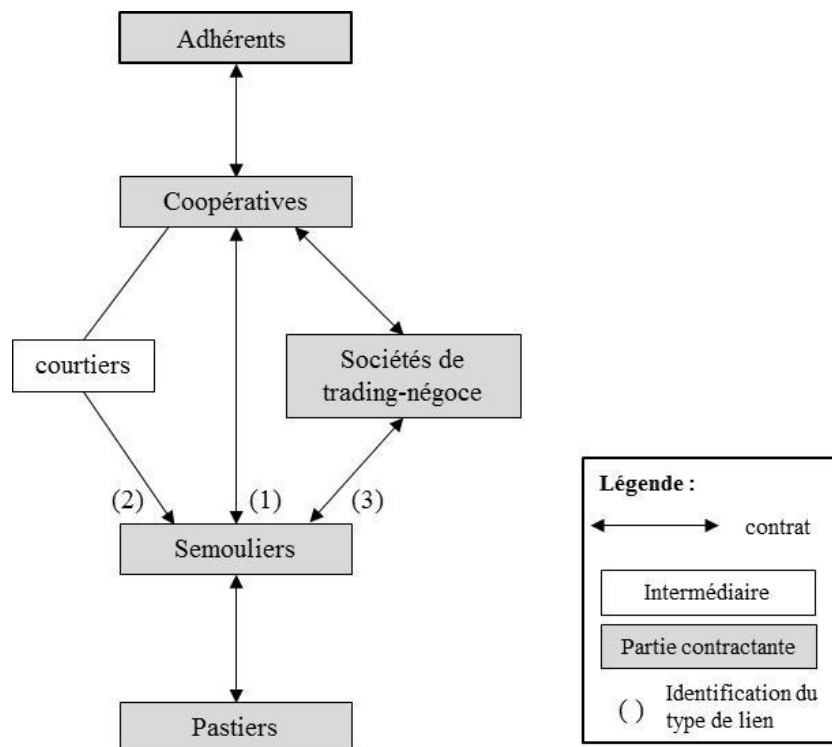 Adhérents
Coopératives
courtiers
Sociétés de
trading-négoce
(2)
(1)
(3)
Semouliers
Pastiers
Légende :
contrat
Intermédiaire
Partie contractante
( ) Identification du
type de lien